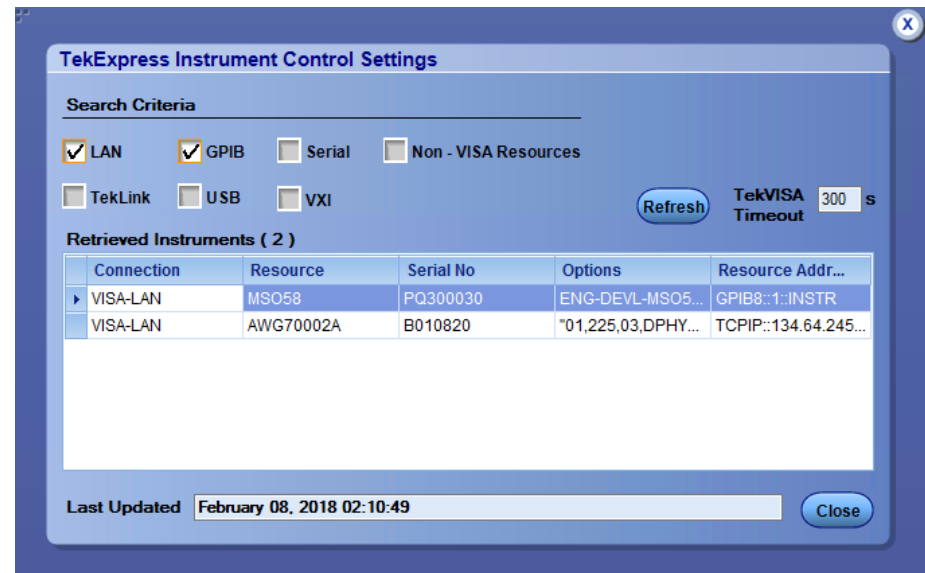 X
TekExpress Instrument Control Settings
Search Criteria
LAN GPIB Serial Non - VISA Resources
TekLink USB VXI Refresh TekVISA Timeout 300 s
Retrieved Instruments ( 2 )
Connection Resource Serial No Options Resource Addr...
VISA-LAN MSO58 PQ300030 ENG-DEVL-MSO5... GPIB8::1::INSTR
VISA-LAN AWG70002A B010820 "01,225,03,DPHY... TCPIP::134.64.245...
Last Updated February 08, 2018 02:10:49 Close